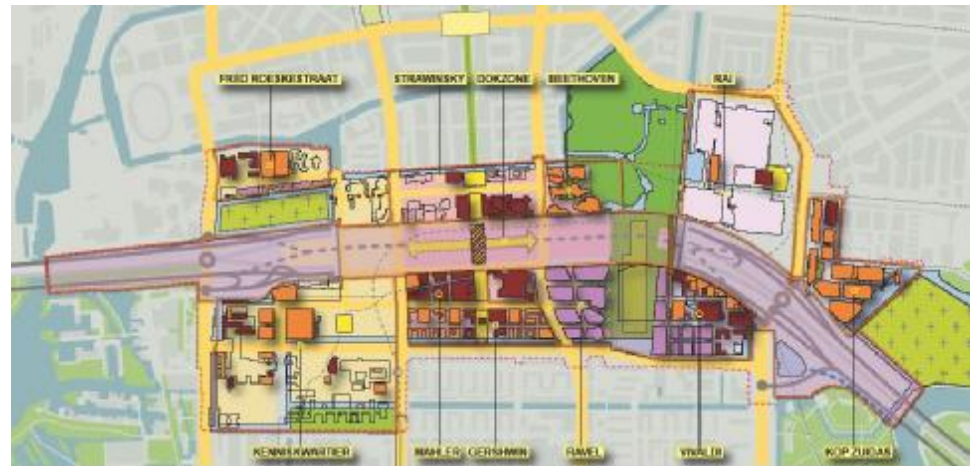 FRED ROESKESTRAAT
STRAWINSKY
DOKZONE
BEETHOVEN
RAI
KENNISKWARTIER
MAHLER
GERSHWIN
RAVEL
VIVALDI
KOP ZUIDAS